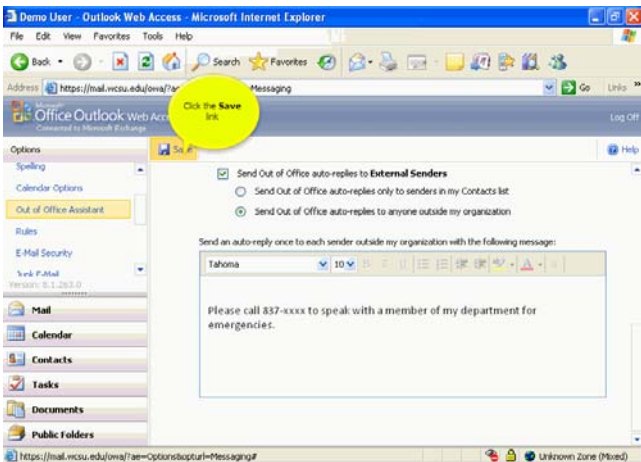 Demo User - Outlook Web Access - Microsoft Internet Explorer
File Edit View Favorites Tools Help
Back Search Favorites
Address https://mail.wcsu.edu/owa/?ae Messaging Go Links
Click the Save
link
Microsoft
Office Outlook Web Acc
Connected to Microsoft Exchange
Log Off
Options
Help
Spelling
Send Out of Office auto-replies to External Senders
Calendar Options
Send Out of Office auto-replies only to senders in my Contacts list
Out of Office Assistant
Send Out of Office auto-replies to anyone outside my organization
Rules
Send an auto-reply once to each sender outside my organization with the following message:
E-Mail Security
Tahoma 10 B I U
Junk E-Mail
Version: 8.1.263.0
Mail
Please call 837-xxxx to speak with a member of my department for
emergencies.
Calendar
Contacts
Tasks
Documents
Public Folders
https://mail.wcsu.edu/owa/?ae=Options&opturl=Messaging# Unknown Zone (Mixed)